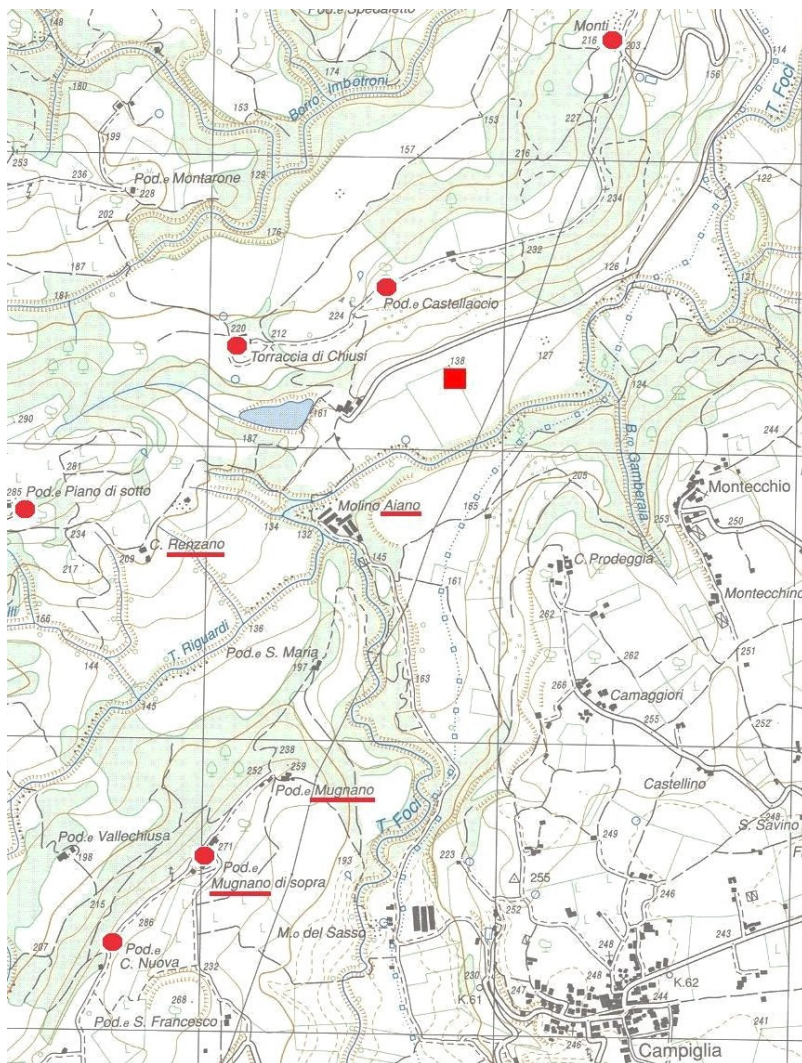 Pod.e Spedaletto
Monti
148
216
203
174
114
180
Borro Imbotroni
156
T. Foci
153
153
227
199
157
216
253
236
Pod.e Montarone
129
122
228
234
202
176
232
187
126
121
181
Pod.e Castellaccio
224
220
212
Torraccia di Chiusi
138
127
124
290
161
187
B.ro Gamberaia
244
281
205
285
Pod.e Piano di sotto
Molino Aiano
165
Montecchio
134
253
250
234
C. Renzano
132
209
145
C. Prodeggia
217
161
262
Montecchino
166
T. Riguardi
136
Pod.e S. Maria
262
251
144
197
163
266
Camaggiori
145
255
252
238
252
259
Castellino
Pod.e Mugnano
T. Foci
248
S. Savino
Pod.e Vallechiusa
271
249
198
Pod.e
193
223
255
Mugnano di sopra
246
215
252
286
M.o del Sasso
207
Pod.e
248
243
C. Nuova
232
230
247
248
K.62
268
K.61
244
Pod.e S. Francesco
241
246
Campiglia